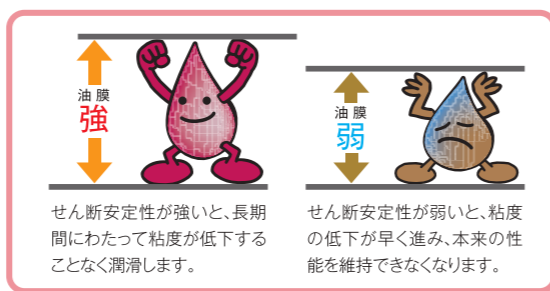 油膜
強
せん断安定性が強いと、長期
間にわたって粘度が低下する
ことなく潤滑します。
油膜
弱
せん断安定性が弱いと、粘度
の低下が早く進み、本来の性
能を維持できなくなります。